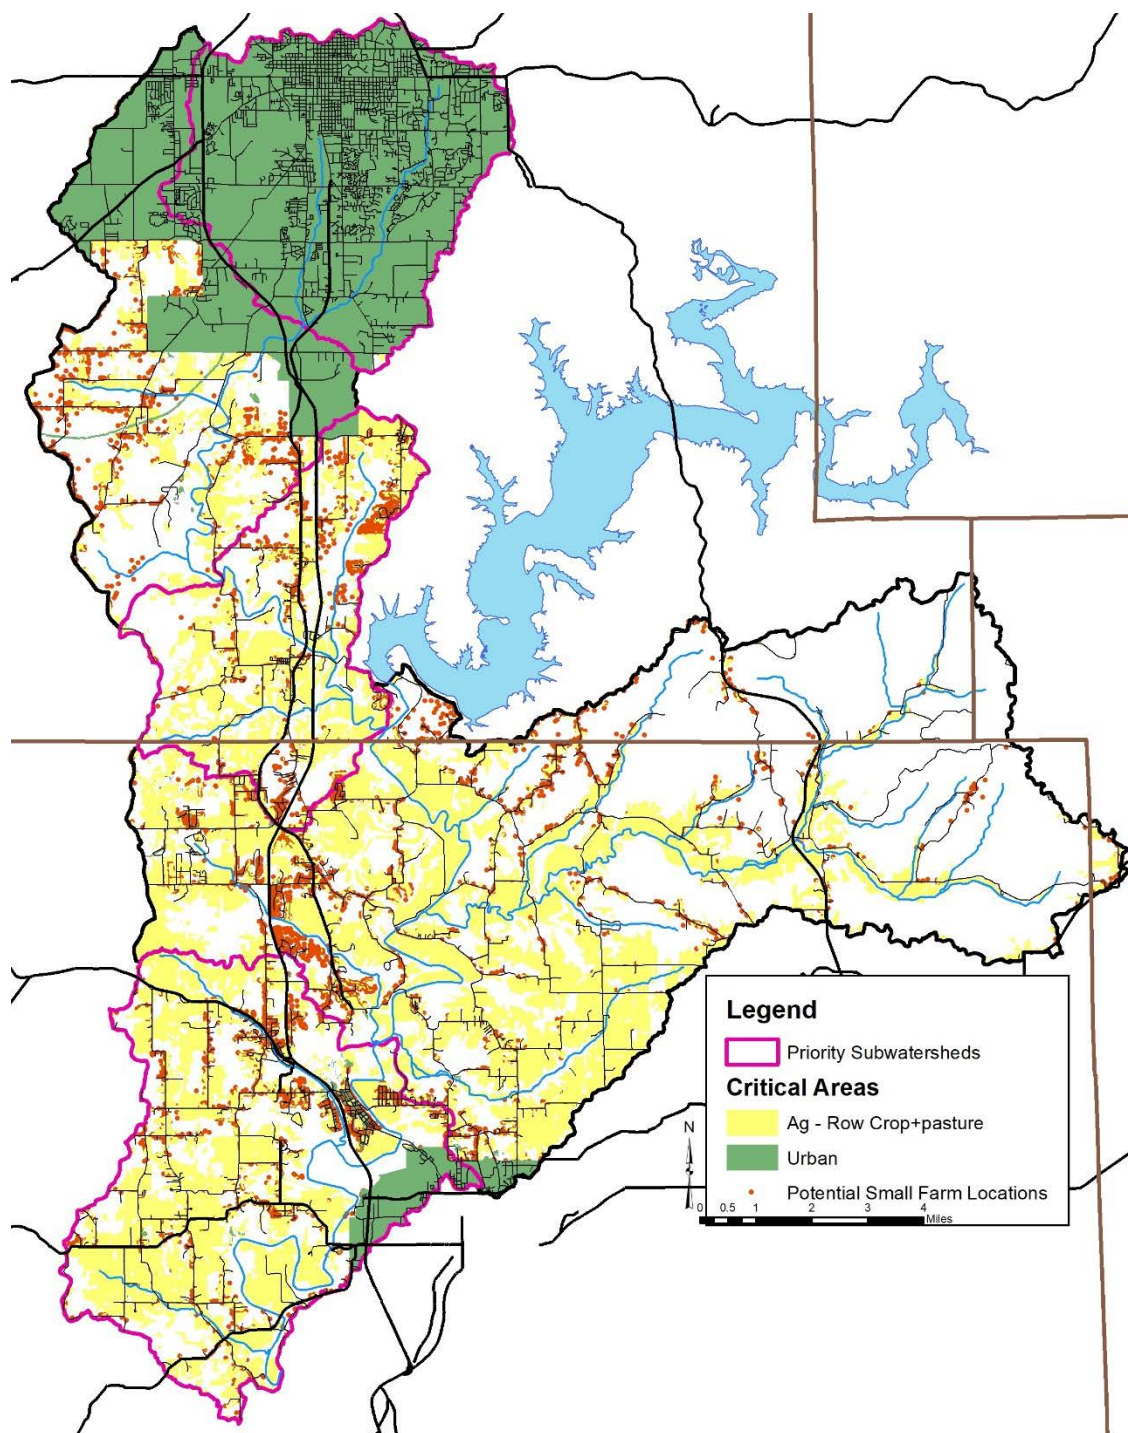 Legend
Priority Subwatersheds
Critical Areas
Ag - Row Crop+pasture
Urban
Potential Small Farm Locations
N
0 0.5 1 2 3 4
Miles